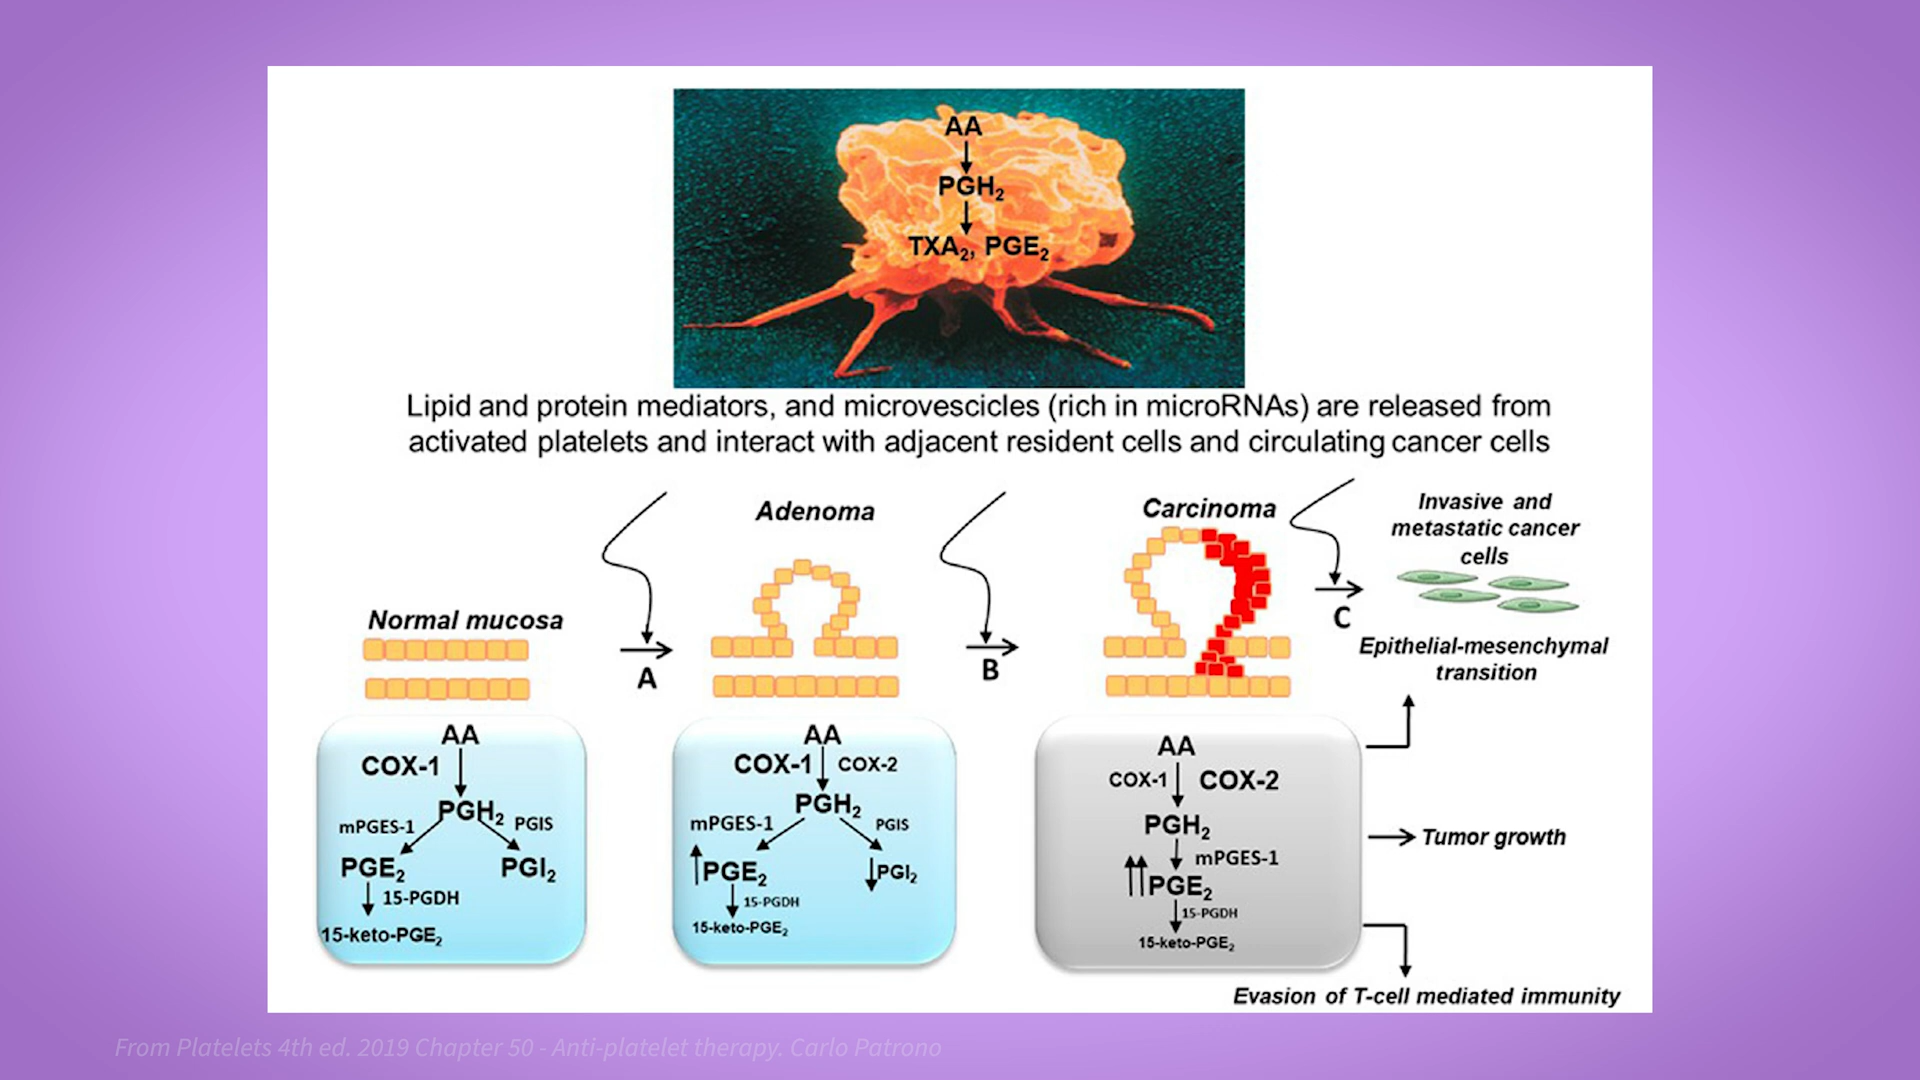 AA
PGH₂
TXA₂, PGE₂
Lipid and protein mediators, and microvescicles (rich in microRNAs) are released from
activated platelets and interact with adjacent resident cells and circulating cancer cells
Normal mucosa
A
Adenoma
B
Carcinoma
C
Invasive and
metastatic cancer
cells
Epithelial-mesenchymal
transition
AA
COX-1
PGH₂
mPGES-1
PGIS
PGE₂
PGI₂
15-PGDH
15-keto-PGE₂
AA
COX-1
COX-2
PGH₂
mPGES-1
PGIS
PGE₂
PGI₂
15-PGDH
15-keto-PGE₂
AA
COX-1
COX-2
PGH₂
mPGES-1
PGE₂
15-PGDH
15-keto-PGE₂
Tumor growth
Evasion of T-cell mediated immunity
From Platelets 4th ed. 2019 Chapter 50 - Anti-platelet therapy. Carlo Patrono